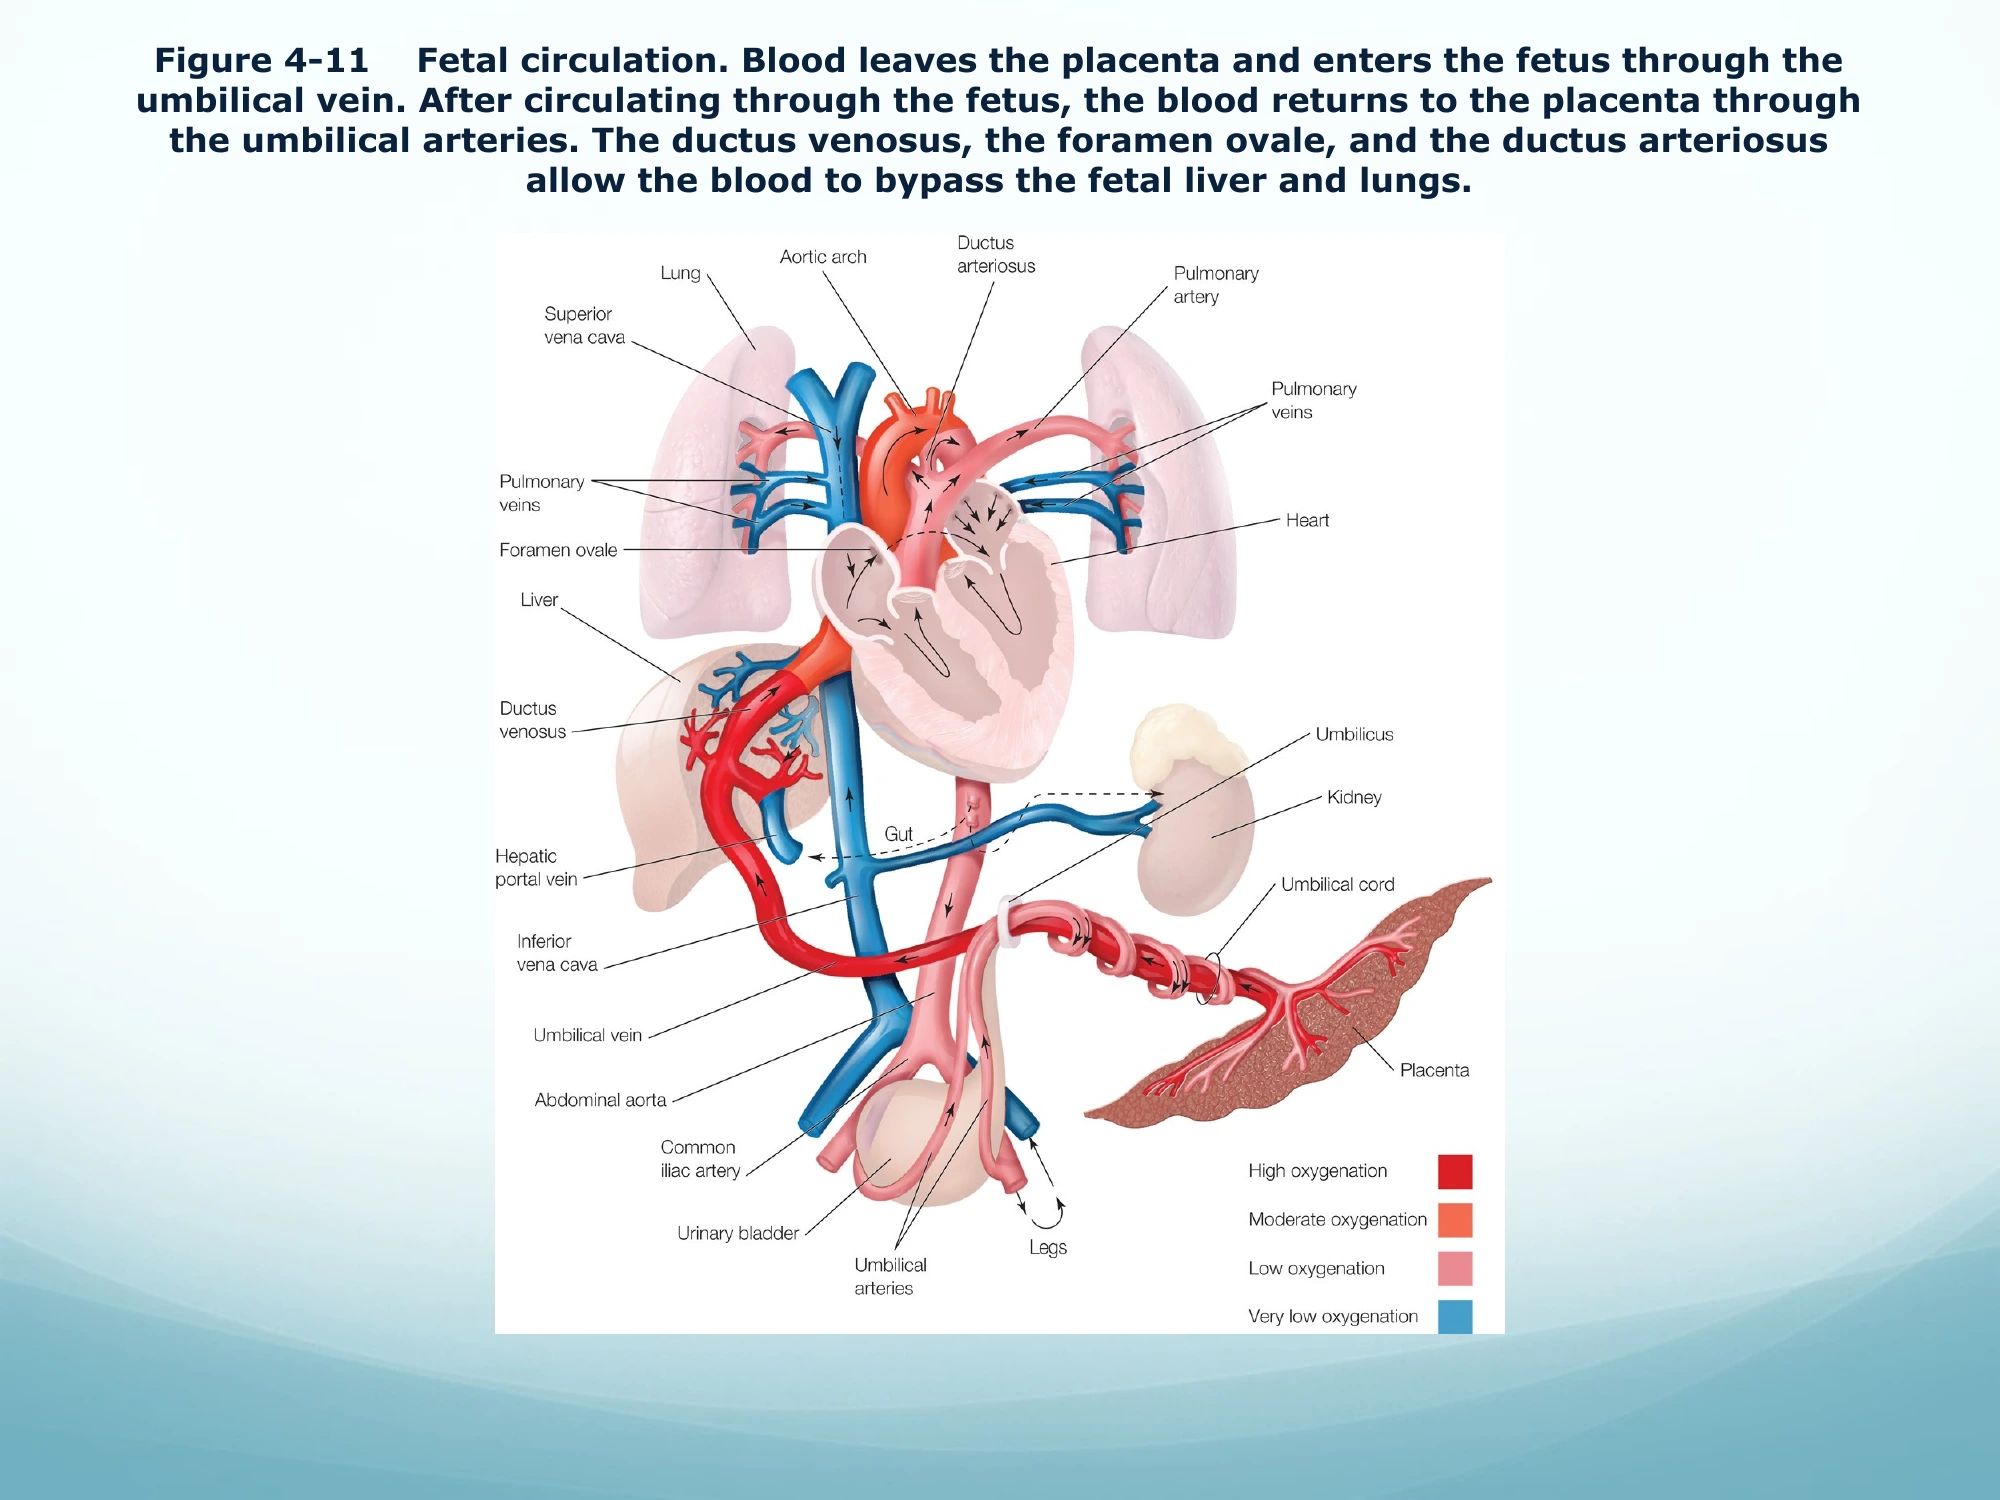 Figure 4-11    Fetal circulation. Blood leaves the placenta and enters the fetus through the
umbilical vein. After circulating through the fetus, the blood returns to the placenta through
the umbilical arteries. The ductus venosus, the foramen ovale, and the ductus arteriosus
allow the blood to bypass the fetal liver and lungs.
Ductus
arteriosus
Aortic arch
Lung
Pulmonary
artery
Superior
vena cava
Pulmonary
veins
Pulmonary
veins
Heart
Foramen ovale
Liver
Ductus
venosus
Umbilicus
Kidney
Gut
Hepatic
portal vein
Umbilical cord
Inferior
vena cava
Umbilical vein
Placenta
Abdominal aorta
Common
iliac artery
Urinary bladder
Legs
Umbilical
arteries
High oxygenation
Moderate oxygenation
Low oxygenation
Very low oxygenation